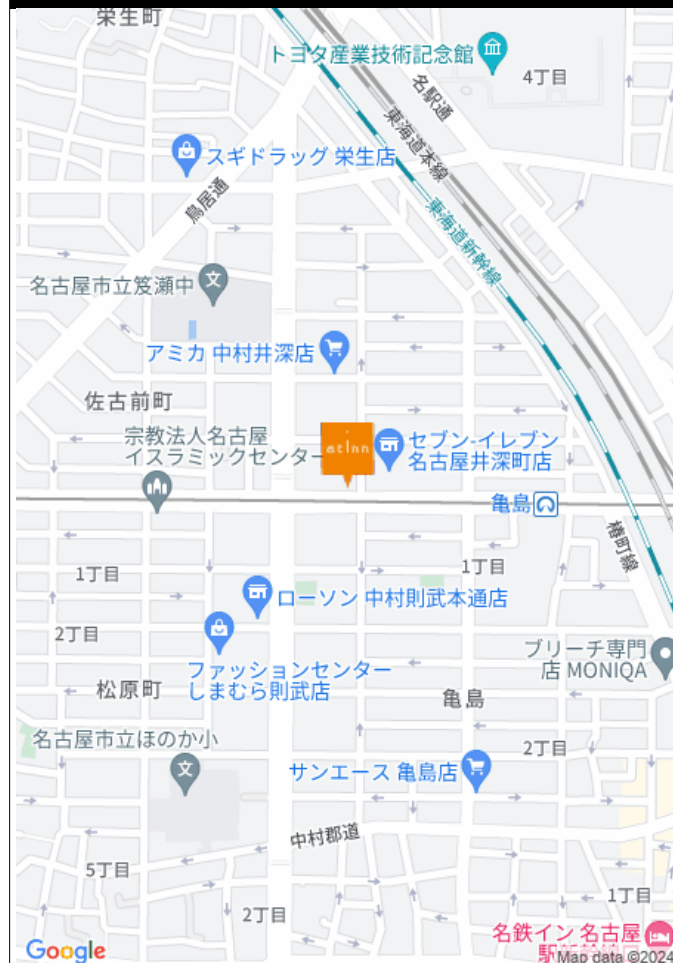 栄生町
トヨタ産業技術記念館
4丁目
名駅通
東海道本線
スギドラッグ 栄生店
鳥居通
東海道新幹線
名古屋市立笈瀬中
アミカ 中村井深店
佐古前町
宗教法人名古屋
イスラミックセンター
atInn
セブン-イレブン
名古屋井深町店
亀島
椿町線
1丁目
1丁目
ローソン 中村則武本通店
2丁目
ファッションセンター
しまむら則武店
ブリーチ専門
店 MONIQA
松原町
亀島
名古屋市立ほのか小
2丁目
サンエース 亀島店
中村郡道
5丁目
1丁目
2丁目
名鉄イン 名古屋
駅新幹線口
Google
Map data ©2024